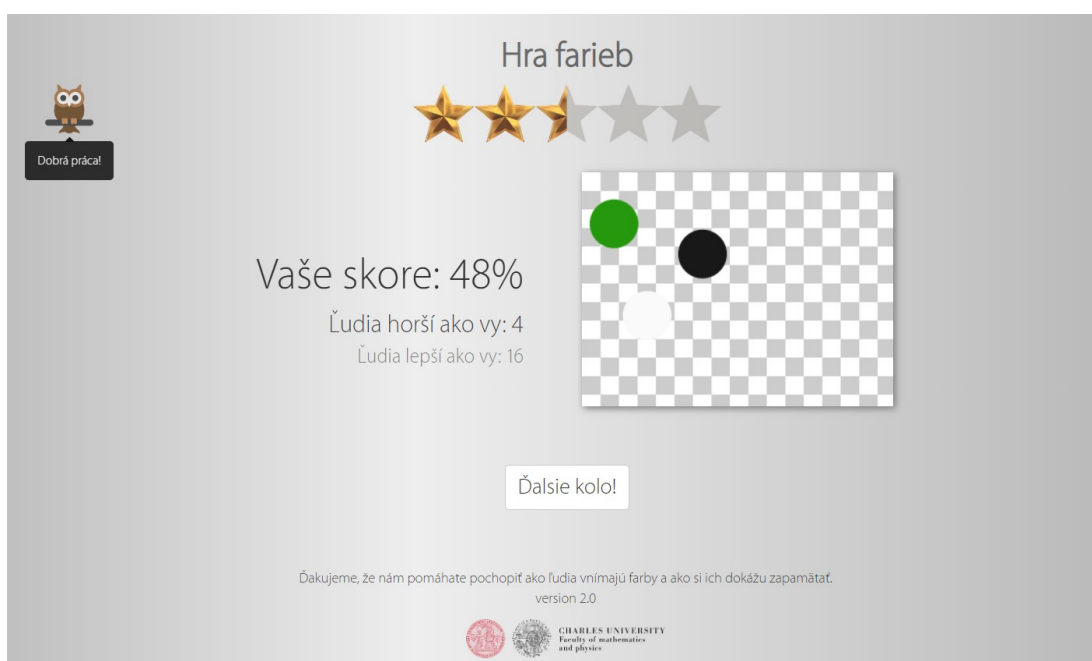 Hra farieb
Dobrá práca!
Vaše skore: 48%
Ľudia horší ako vy: 4
Ľudia lepší ako vy: 16
Ďalsie kolo!
Ďakujeme, že nám pomáhate pochopiť ako ľudia vnímajú farby a ako si ich dokážu zapamätať.
version 2.0
CHARLES UNIVERSITY
Faculty of mathematics
and physics